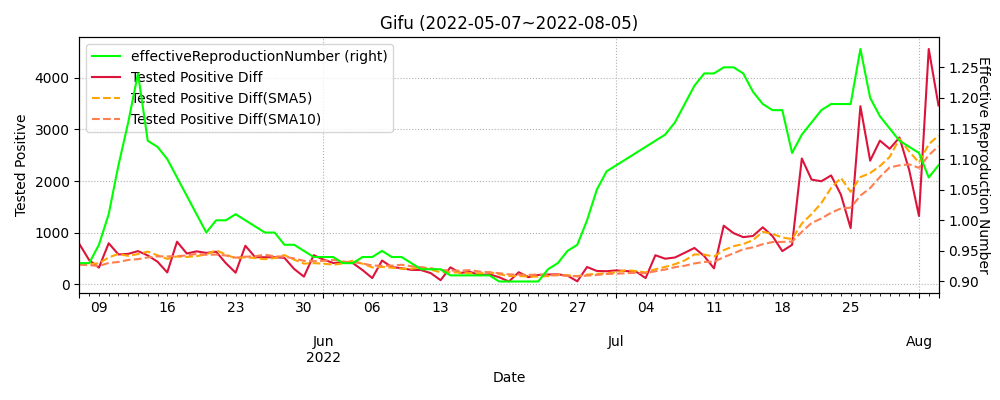 Gifu (2022-05-07~2022-08-05)
effectiveReproductionNumber (right)
Tested Positive Diff
Tested Positive Diff(SMA5)
Tested Positive Diff(SMA10)
Tested Positive
4000
3000
2000
1000
0
1.25
1.20
1.15
1.10
1.05
1.00
0.95
0.90
Effective Reproduction Number
09 16 23 30 06 13 20 27 04 11 18 25
Jun Jul Aug
2022
Date